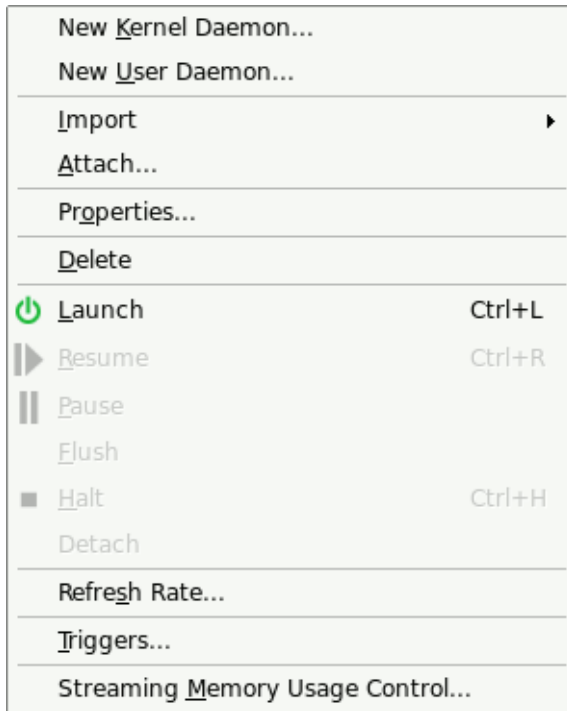 New Kernel Daemon...
New User Daemon...
Import
Attach...
Properties...
Delete
Launch Ctrl+L
Resume Ctrl+R
Pause
Flush
Halt Ctrl+H
Detach
Refresh Rate...
Triggers...
Streaming Memory Usage Control...